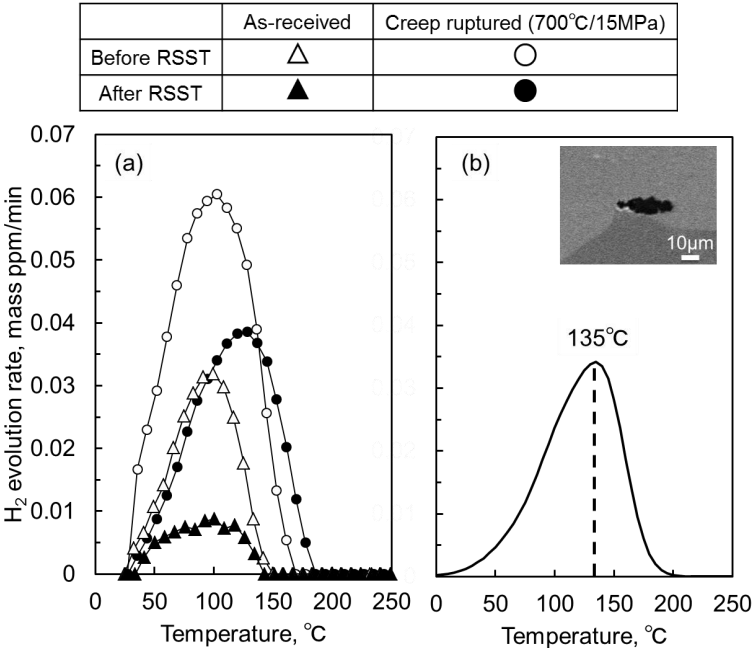 As-received Creep ruptured (700℃/15MPa)
Before RSST
After RSST
(a)
H2 evolution rate, mass ppm/min
0.07
0.06
0.05
0.04
0.03
0.02
0.01
0
0 50 100 150 200 250
Temperature, ℃
(b)
10μm
135℃
0 50 100 150 200 250
Temperature, ℃